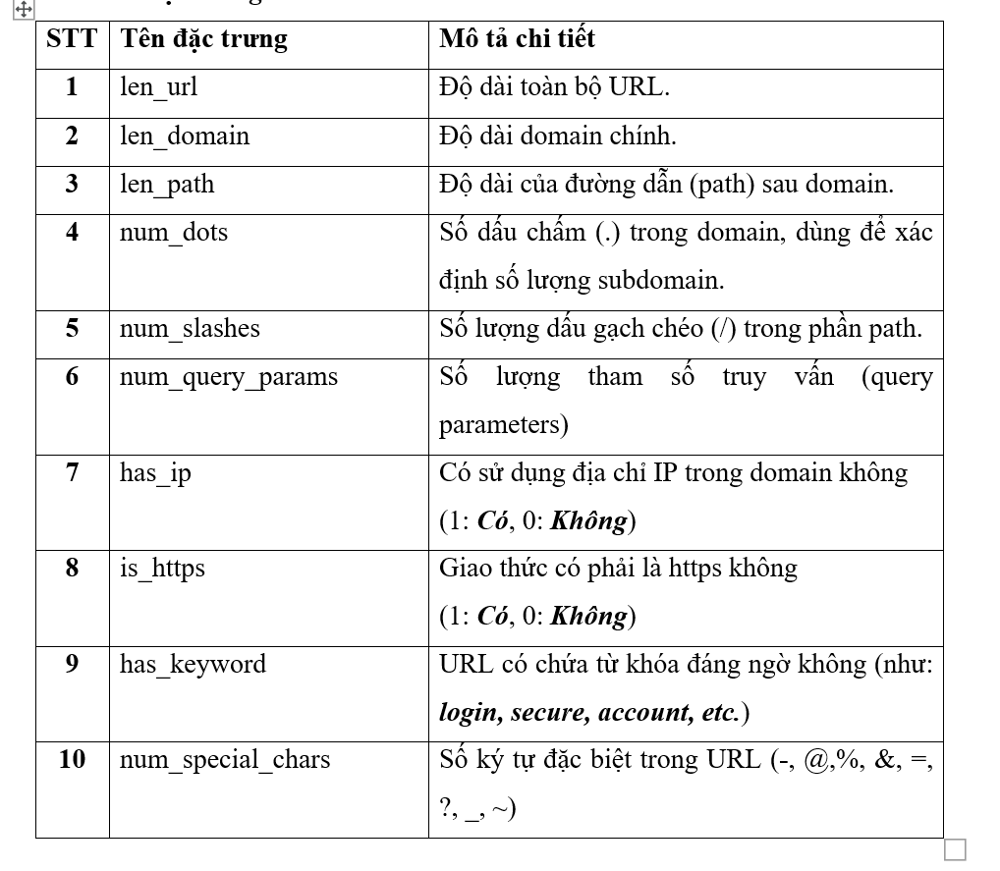 STT Tên đặc trưng Mô tả chi tiết
1 len_url Độ dài toàn bộ URL.
2 len_domain Độ dài domain chính.
3 len_path Độ dài của đường dẫn (path) sau domain.
4 num_dots Số dấu chấm (.) trong domain, dùng để xác
định số lượng subdomain.
5 num_slashes Số lượng dấu gạch chéo (/) trong phần path.
6 num_query_params Số lượng tham số truy vấn (query
parameters)
7 has_ip Có sử dụng địa chỉ IP trong domain không
(1: Có, 0: Không)
8 is_https Giao thức có phải là https không
(1: Có, 0: Không)
9 has_keyword URL có chứa từ khóa đáng ngờ không (như:
login, secure, account, etc.)
10 num_special_chars Số ký tự đặc biệt trong URL (-, @,%, &, =,
?, _, ~)